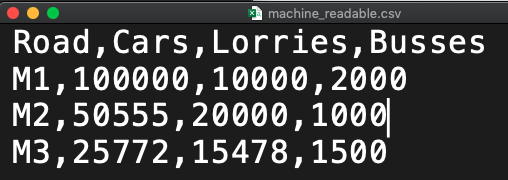 machine_readable.csv
Road,Cars,Lorries,Busses
M1,100000,10000,2000
M2,50555,20000,1000
M3,25772,15478,1500